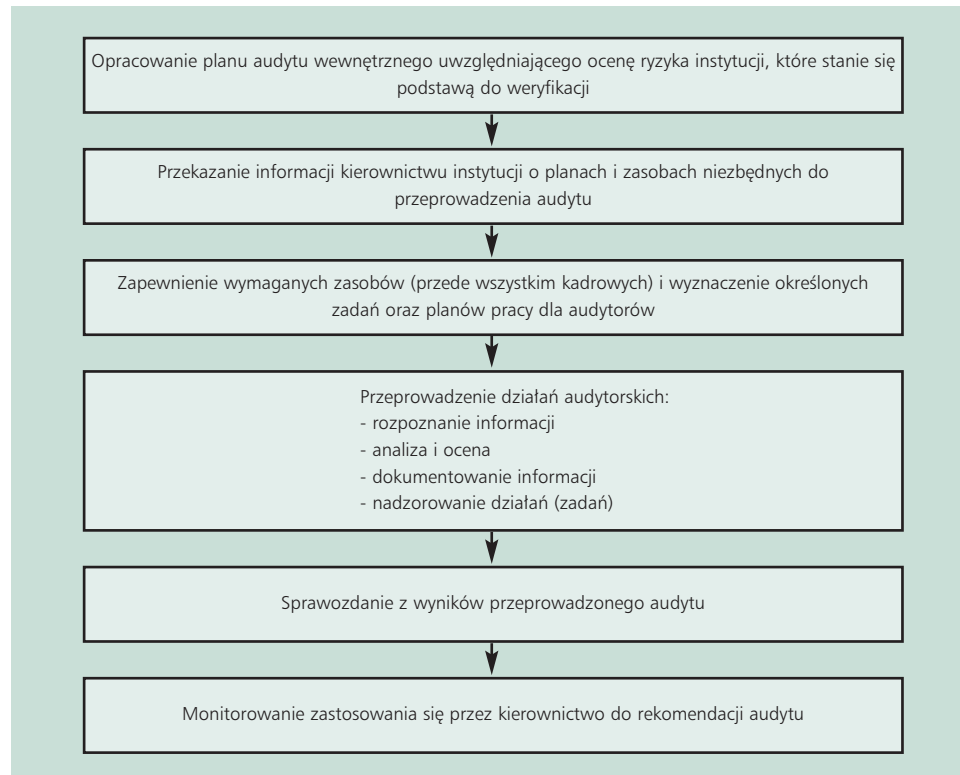 Opracowanie planu audytu wewnętrznego uwzględniającego ocenę ryzyka instytucji, które stanie się
podstawą do weryfikacji
Przekazanie informacji kierownictwu instytucji o planach i zasobach niezbędnych do
przeprowadzenia audytu
Zapewnienie wymaganych zasobów (przede wszystkim kadrowych) i wyznaczenie określonych
zadań oraz planów pracy dla audytorów
Przeprowadzenie działań audytorskich:
- rozpoznanie informacji
- analiza i ocena
- dokumentowanie informacji
- nadzorowanie działań (zadań)
Sprawozdanie z wyników przeprowadzonego audytu
Monitorowanie zastosowania się przez kierownictwo do rekomendacji audytu